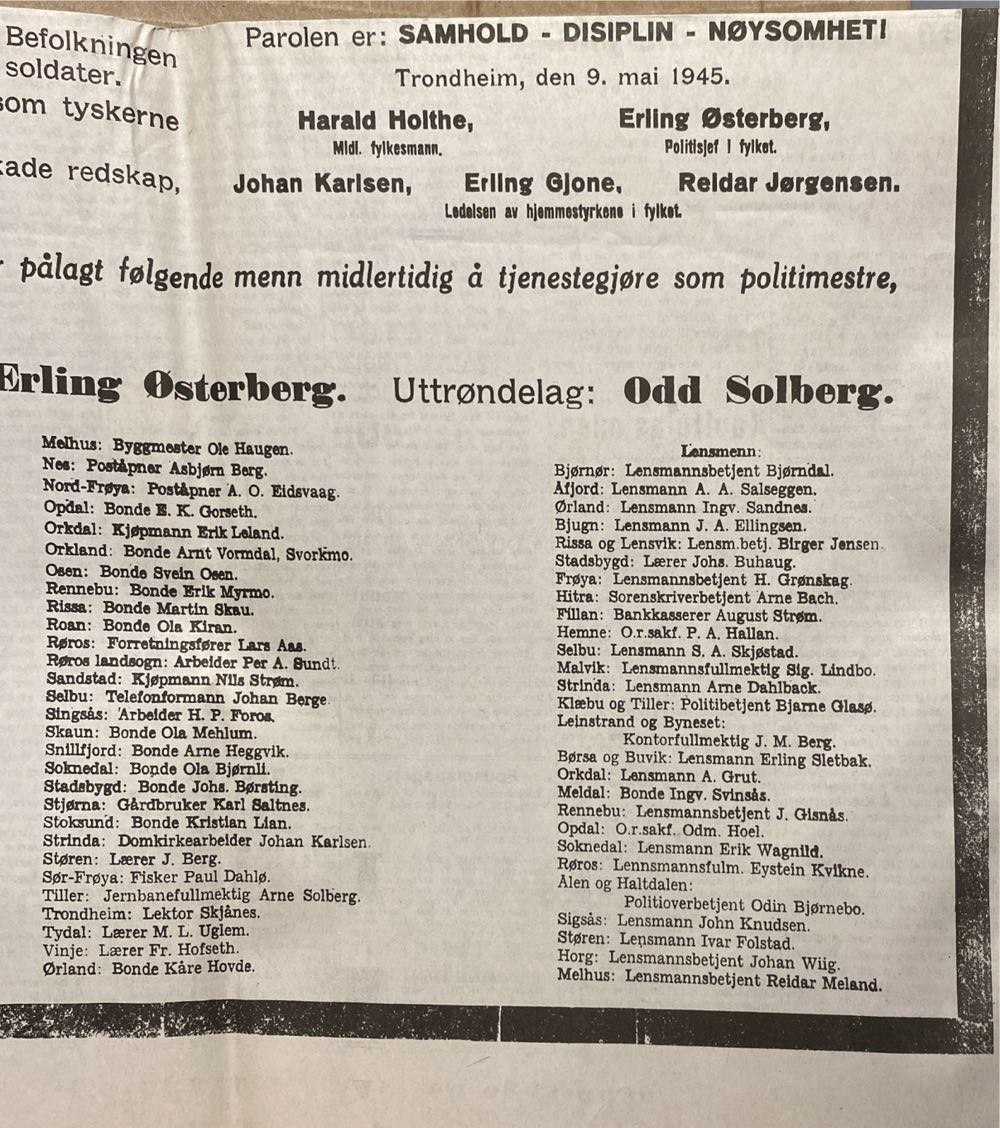 Befolkningen
soldater.
som tyskerne
kade redskap,
Parolen er: SAMHOLD - DISIPLIN - NØYSOMHET!
Trondheim, den 9. mai 1945.
Harald Holthe, Erling Østerberg,
Midl. fylkesmann. Politisjef i fylket.
Johan Karlsen, Erling Gjone, Reidar Jørgensen.
Ledelsen av hjemmestyrkene i fylket.
pålagt følgende menn midlertidig å tjenestegjøre som politimestre,
Erling Østerberg. Uttrøndelag: Odd Solberg.
Melhus: Byggmester Ole Haugen.
Nes: Poståpner Asbjørn Berg.
Nord-Frøya: Poståpner A. O. Eidsvaag.
Opdal: Bonde E. K. Gorseth.
Orkdal: Kjøpmann Erik Leland.
Orkland: Bonde Arnt Vormdal, Svorkmo.
Osen: Bonde Svein Osen.
Rennebu: Bonde Erik Myrmo.
Rissa: Bonde Martin Skau.
Roan: Bonde Ola Kiran.
Røros: Forretningsfører Lars Aas.
Røros landsogn: Arbeider Per A. Sundt.
Sandstad: Kjøpmann Nils Strøm.
Selbu: Telefonformann Johan Berge.
Singsås: Arbeider H. P. Foros.
Skaun: Bonde Ola Mehlum.
Snillfjord: Bonde Arne Heggvik.
Soknedal: Bonde Ola Bjørnli.
Stadsbygd: Bonde Johs. Børsting.
Stjørna: Gårdbruker Karl Saltnes.
Stoksund: Bonde Kristian Lian.
Strinda: Domkirkearbeider Johan Karlsen.
Støren: Lærer J. Berg.
Sør-Frøya: Fisker Paul Dahlø.
Tiller: Jernbanefullmektig Arne Solberg.
Trondheim: Lektor Skjånes.
Tydal: Lærer M. L. Uglem.
Vinje: Lærer Fr. Hofseth.
Ørland: Bonde Kåre Hovde.
Lensmenn:
Bjørnør: Lensmannsbetjent Bjørndal.
Åfjord: Lensmann A. A. Salseggen.
Ørland: Lensmann Ingv. Sandnes.
Bjugn: Lensmann J. A. Ellingsen.
Rissa og Lensvik: Lensm.betj. Birger Jensen.
Stadsbygd: Lærer Johs. Buhaug.
Frøya: Lensmannsbetjent H. Grønskag.
Hitra: Sorenskriverbetjent Arne Bach.
Fillan: Bankkasserer August Strøm.
Hemne: O.r.sakf. P. A. Hallan.
Selbu: Lensmann S. A. Skjøstad.
Malvik: Lensmannsfullmektig Sig. Lindbo.
Strinda: Lensmann Arne Dahlback.
Klæbu og Tiller: Politibetjent Bjarne Glasø.
Leinstrand og Byneset:
Kontorfullmektig J. M. Berg.
Børsa og Buvik: Lensmann Erling Sletbak.
Orkdal: Lensmann A. Grut.
Meldal: Bonde Ingv. Svinsås.
Rennebu: Lensmannsbetjent J. Gisnås.
Opdal: O.r.sakf. Odm. Hoel.
Soknedal: Lensmann Erik Wagnild.
Røros: Lennsmannsfulm. Eystein Kvikne.
Ålen og Haltdalen:
Politioverbetjent Odin Bjørnebo.
Sigsås: Lensmann John Knudsen.
Støren: Lensmann Ivar Folstad.
Horg: Lensmannsbetjent Johan Wiig.
Melhus: Lensmannsbetjent Reidar Meland.